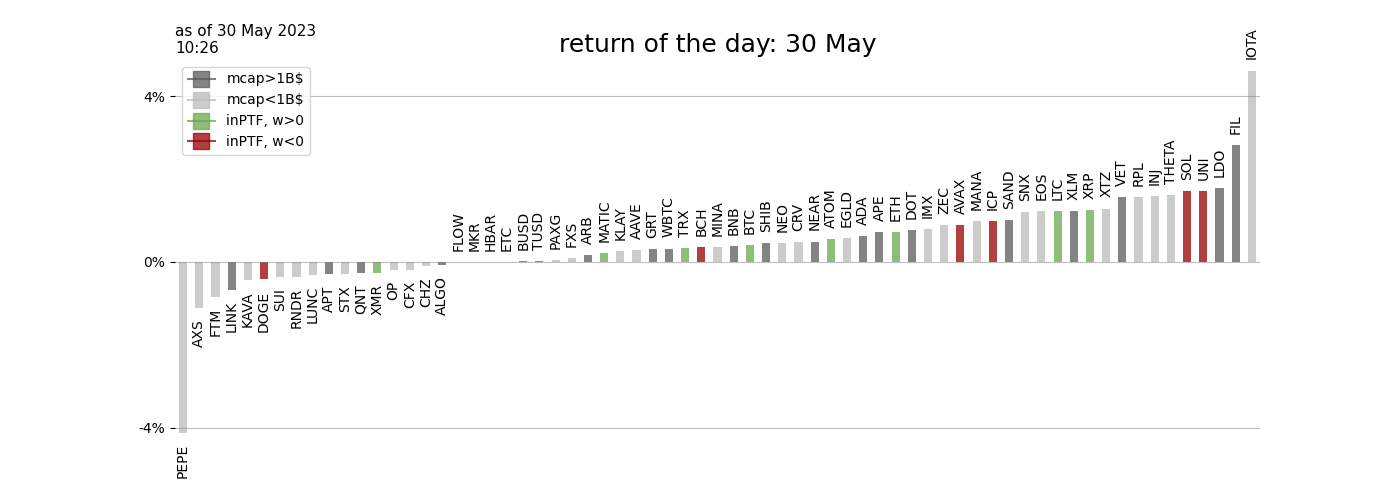 as of 30 May 2023
10:26
return of the day: 30 May
mcap>1B$
mcap<1B$
inPTF, w>0
inPTF, w<0
4%
0%
-4%
PEPE
AXS
FTM
LINK
KAVA
DOGE
SUI
RNDR
LUNC
APT
STX
QNT
XMR
OP
CFX
CHZ
ALGO
FLOW
MKR
HBAR
ETC
BUSD
TUSD
PAXG
FXS
ARB
MATIC
KLAY
AAVE
GRT
WBTC
TRX
BCH
MINA
BNB
BTC
SHIB
NEO
CRV
NEAR
ATOM
EGLD
ADA
APE
ETH
DOT
IMX
ZEC
AVAX
MANA
ICP
SAND
SNX
EOS
LTC
XLM
XRP
XTZ
VET
RPL
INJ
THETA
SOL
UNI
LDO
FIL
IOTA